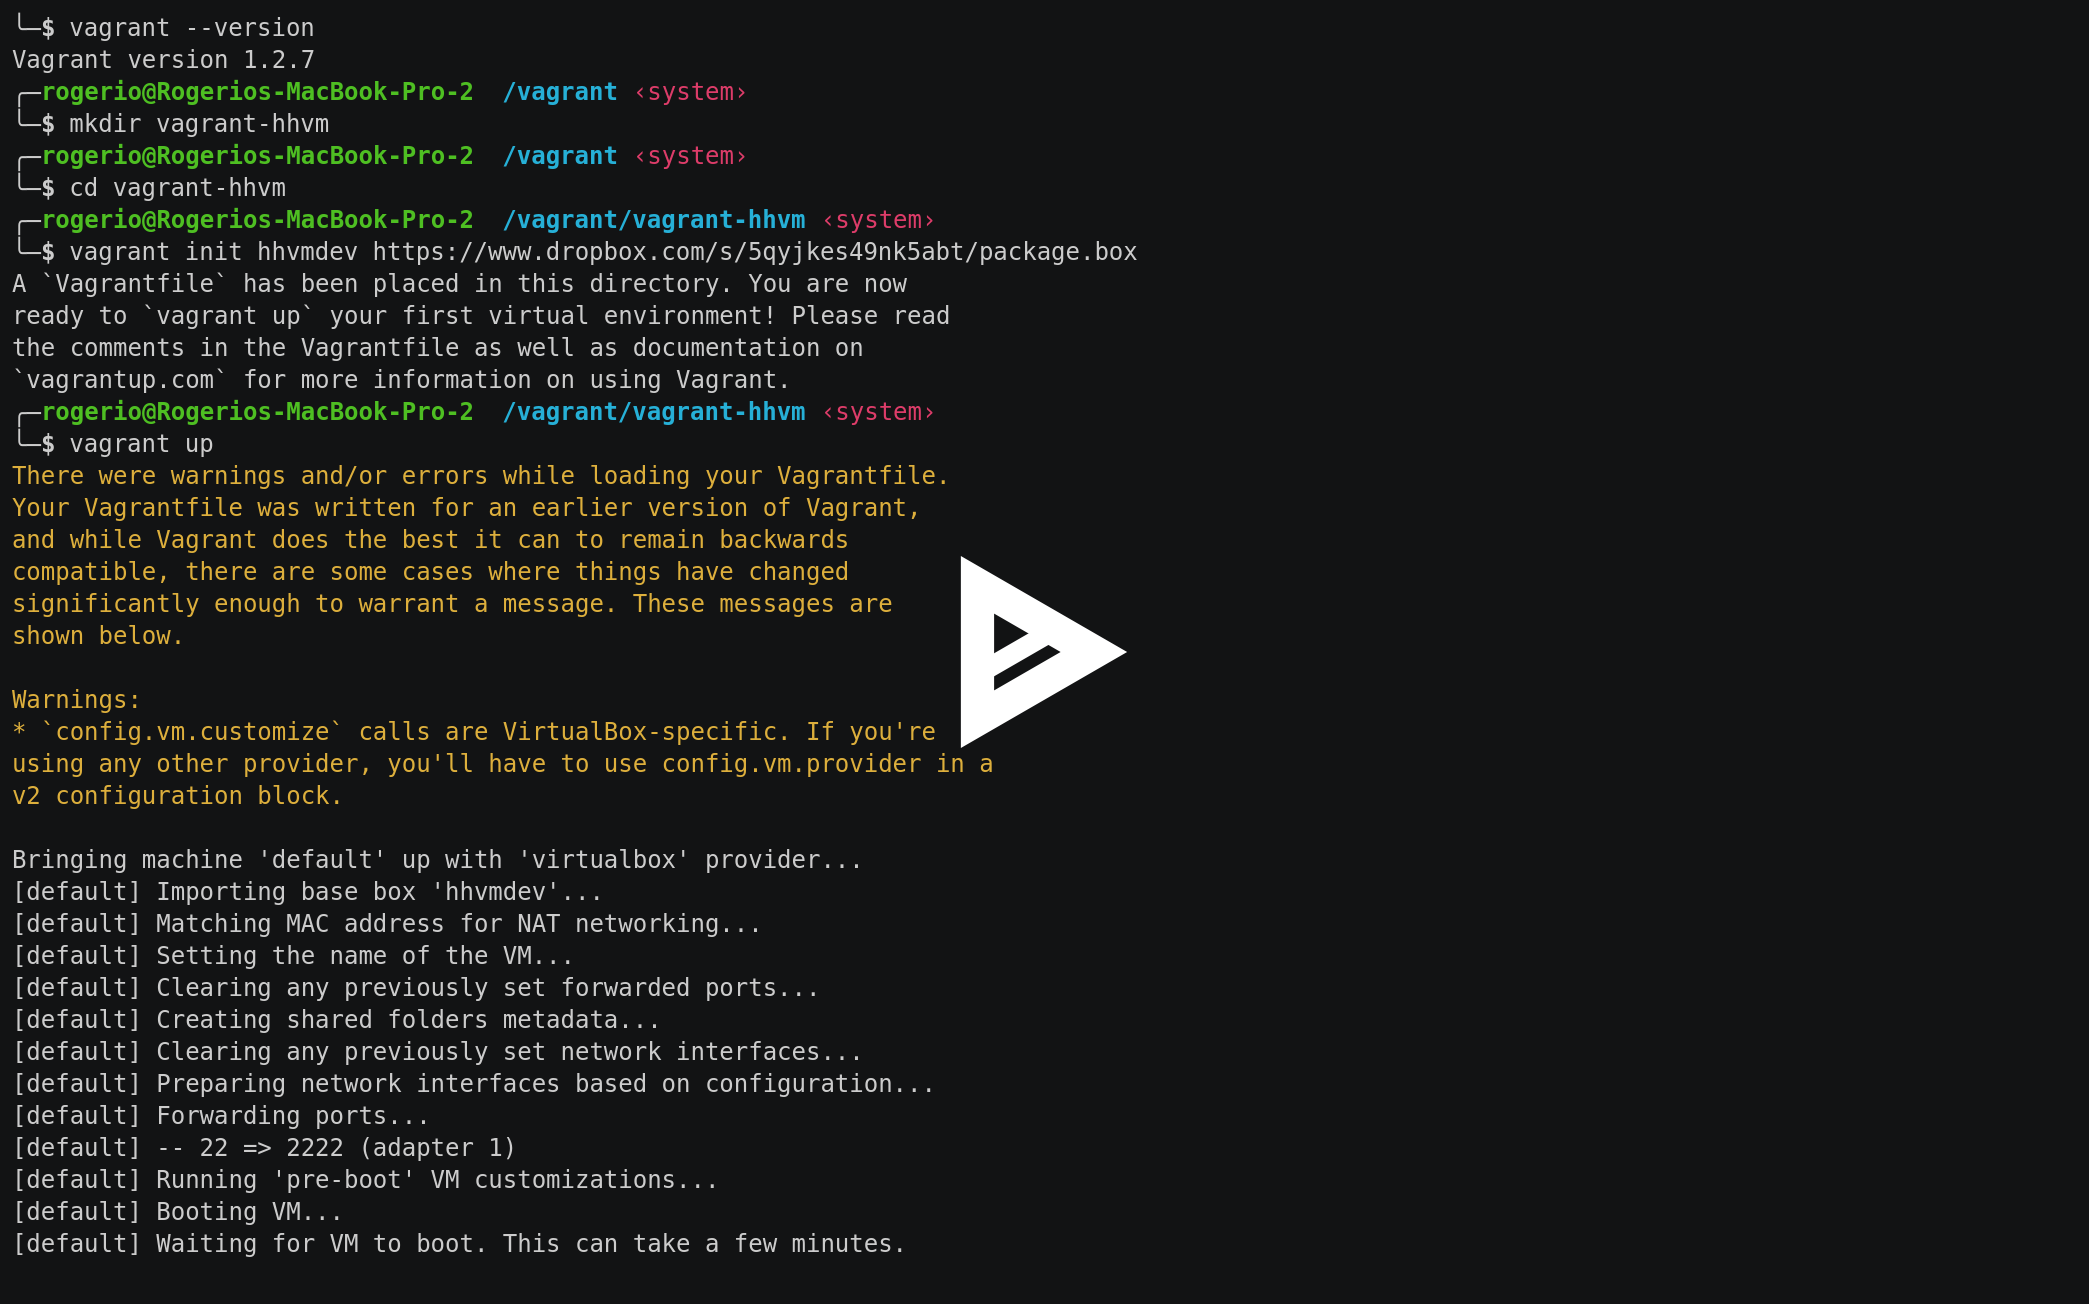 ╰─$ vagrant --version
Vagrant version 1.2.7
╭─rogerio@Rogerios-MacBook-Pro-2  /vagrant ‹system›
╰─$ mkdir vagrant-hhvm
╭─rogerio@Rogerios-MacBook-Pro-2  /vagrant ‹system›
╰─$ cd vagrant-hhvm
╭─rogerio@Rogerios-MacBook-Pro-2  /vagrant/vagrant-hhvm ‹system›
╰─$ vagrant init hhvmdev https://www.dropbox.com/s/5qyjkes49nk5abt/package.box
A `Vagrantfile` has been placed in this directory. You are now
ready to `vagrant up` your first virtual environment! Please read
the comments in the Vagrantfile as well as documentation on
`vagrantup.com` for more information on using Vagrant.
╭─rogerio@Rogerios-MacBook-Pro-2  /vagrant/vagrant-hhvm ‹system›
╰─$ vagrant up
There were warnings and/or errors while loading your Vagrantfile.
Your Vagrantfile was written for an earlier version of Vagrant,
and while Vagrant does the best it can to remain backwards
compatible, there are some cases where things have changed
significantly enough to warrant a message. These messages are
shown below.

Warnings:
* `config.vm.customize` calls are VirtualBox-specific. If you're
using any other provider, you'll have to use config.vm.provider in a
v2 configuration block.

Bringing machine 'default' up with 'virtualbox' provider...
[default] Importing base box 'hhvmdev'...
[default] Matching MAC address for NAT networking...
[default] Setting the name of the VM...
[default] Clearing any previously set forwarded ports...
[default] Creating shared folders metadata...
[default] Clearing any previously set network interfaces...
[default] Preparing network interfaces based on configuration...
[default] Forwarding ports...
[default] -- 22 => 2222 (adapter 1)
[default] Running 'pre-boot' VM customizations...
[default] Booting VM...
[default] Waiting for VM to boot. This can take a few minutes.